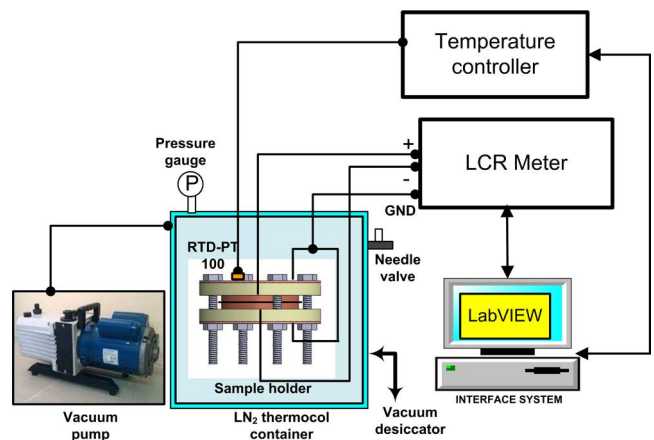 Temperature
controller
Pressure
gauge
P
+
-
GND
LCR Meter
RTD-PT
100
Needle
valve
LabVIEW
Sample holder
Vacuum
pump
LN₂ thermocol
container
Vacuum
desiccator
INTERFACE SYSTEM